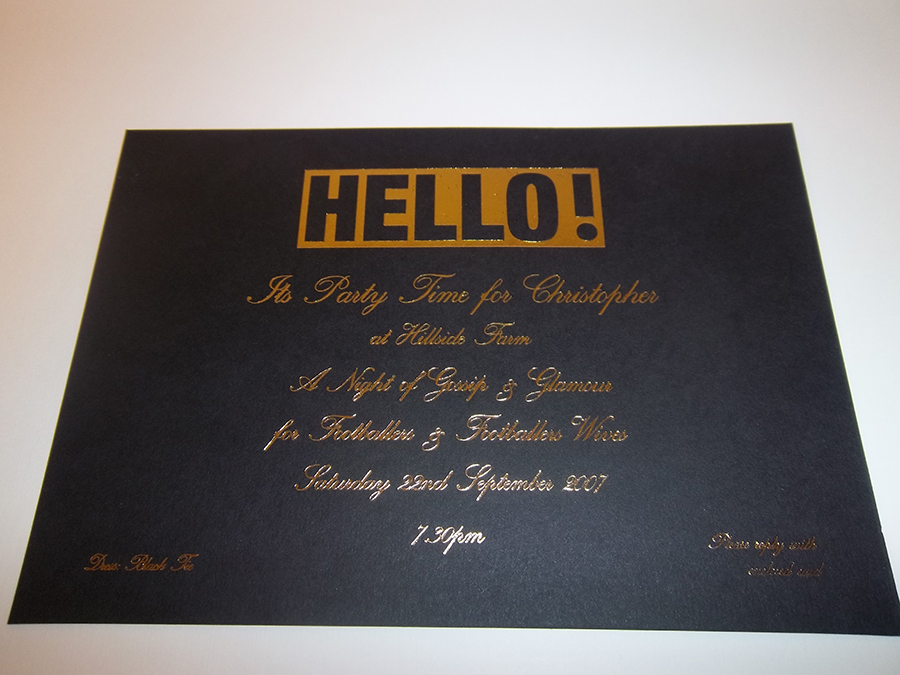 HELLO!
Its Party Time for Christopher
at Hillside Farm
A Night of Gossip & Glamour
for Footballers & Footballers Wives
Saturday 22nd September 2007
7.30pm
Dress: Black Tie
Please reply with
enclosed card